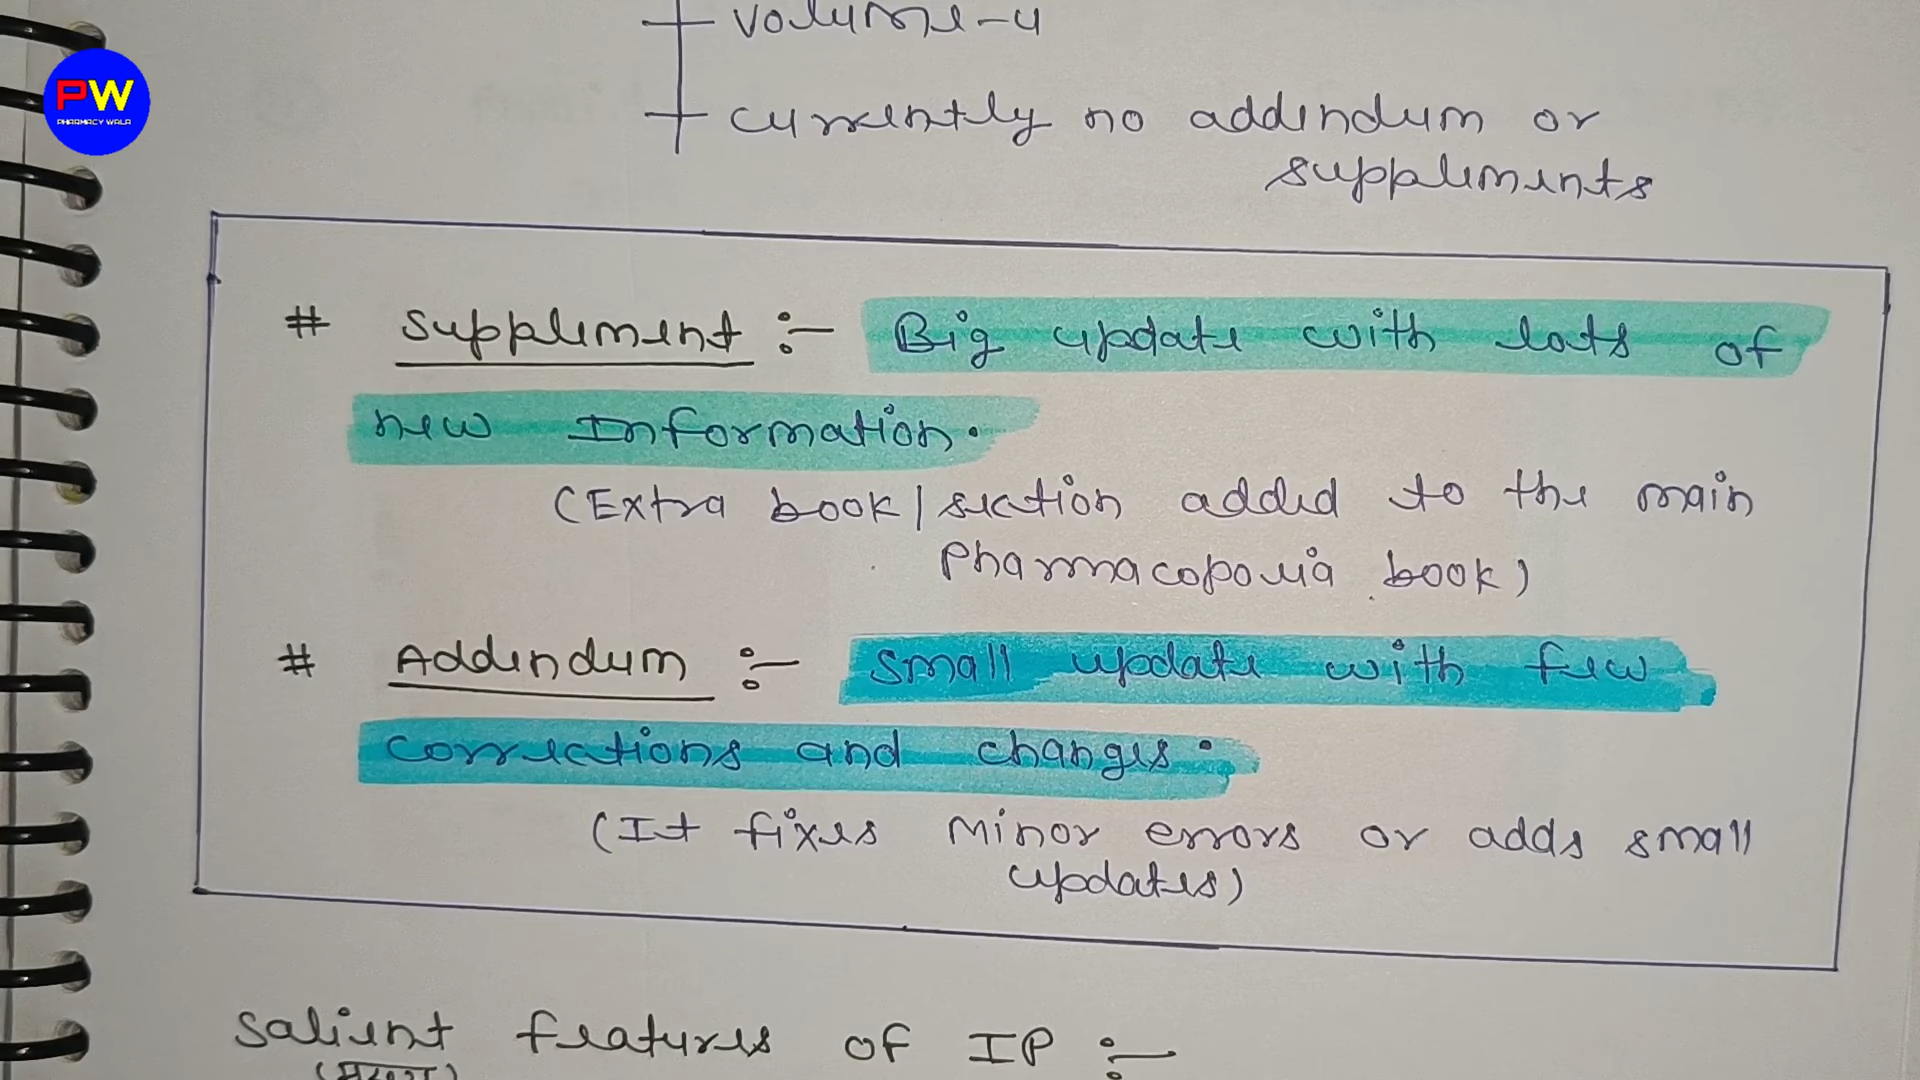 volume-4
PW
PHARMACY WALA
currently no addendum or
supplements
# Supplement :- Big update with lots of
new Information.
(Extra book/section added to the main
Pharmacopoeia book)
# Addendum :- Small update with few
corrections and changes.
(It fixes Minor errors or adds small
updates)
Salient features of IP :-